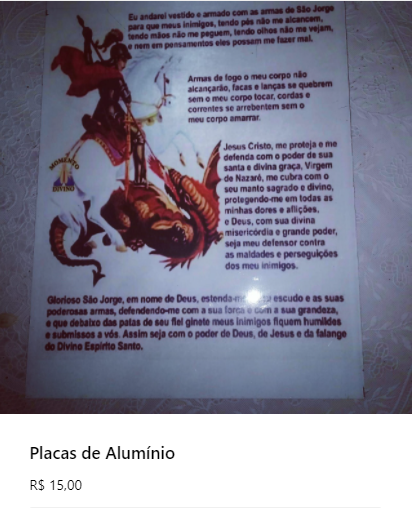 Eu andarei vestido e armado com as armas de São Jorge
para que meus inimigos, tendo pés não me alcancem,
tendo mãos não me peguem, tendo olhos não me vejam,
e nem em pensamentos eles possam me fazer mal.
Armas de fogo o meu corpo não
alcançarão, facas e lanças se quebrem
sem o meu corpo tocar, cordas e
correntes se arrebentem sem o
meu corpo amarrar.
Jesus Cristo, me proteja e me
defenda com o poder de sua
santa e divina graça, Virgem
de Nazaré, me cubra com o
seu manto sagrado e divino,
protegendo-me em todas as
minhas dores e aflições,
e Deus, com sua divina
misericórdia e grande poder,
seja meu defensor contra
as maldades e perseguições
dos meu inimigos.
MOMENTO
DIVINO
Glorioso São Jorge, em nome de Deus, estenda-me escudo e as suas
poderosas armas, defendendo-me com a sua força e com a sua grandeza,
e que debaixo das patas de seu fiel ginete meus inimigos fiquem humildes
e submissos a vós. Assim seja com o poder de Deus, de Jesus e da falange
do Divino Espírito Santo.
Placas de Alumínio
R$ 15,00